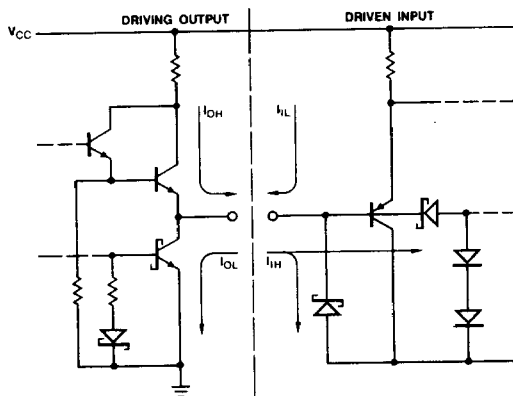 DRIVING OUTPUT
DRIVEN INPUT
VCC
IOH
IIL
IOL
IIH